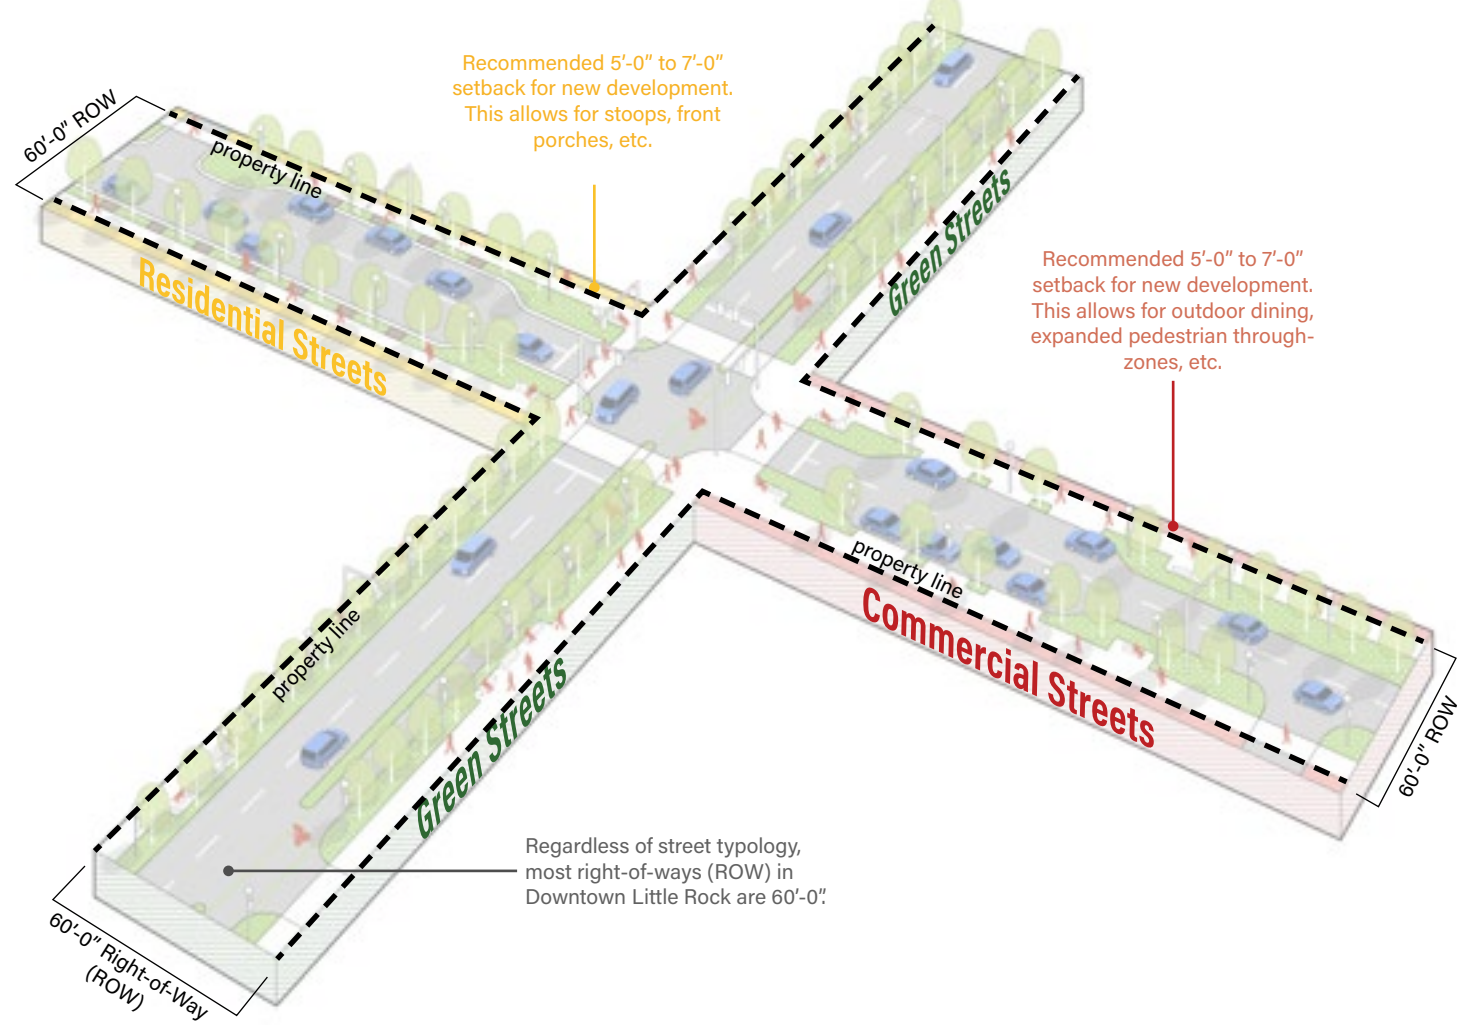 Recommended 5'-0" to 7'-0"
setback for new development.
This allows for stoops, front
porches, etc.
60'-0" ROW
property line
Residential Streets
Green Streets
Recommended 5'-0" to 7'-0"
setback for new development.
This allows for outdoor dining,
expanded pedestrian through-
zones, etc.
property line
Commercial Streets
60'-0" ROW
property line
Green Streets
Regardless of street typology,
most right-of-ways (ROW) in
Downtown Little Rock are 60'-0".
60'-0" Right-of-Way
(ROW)